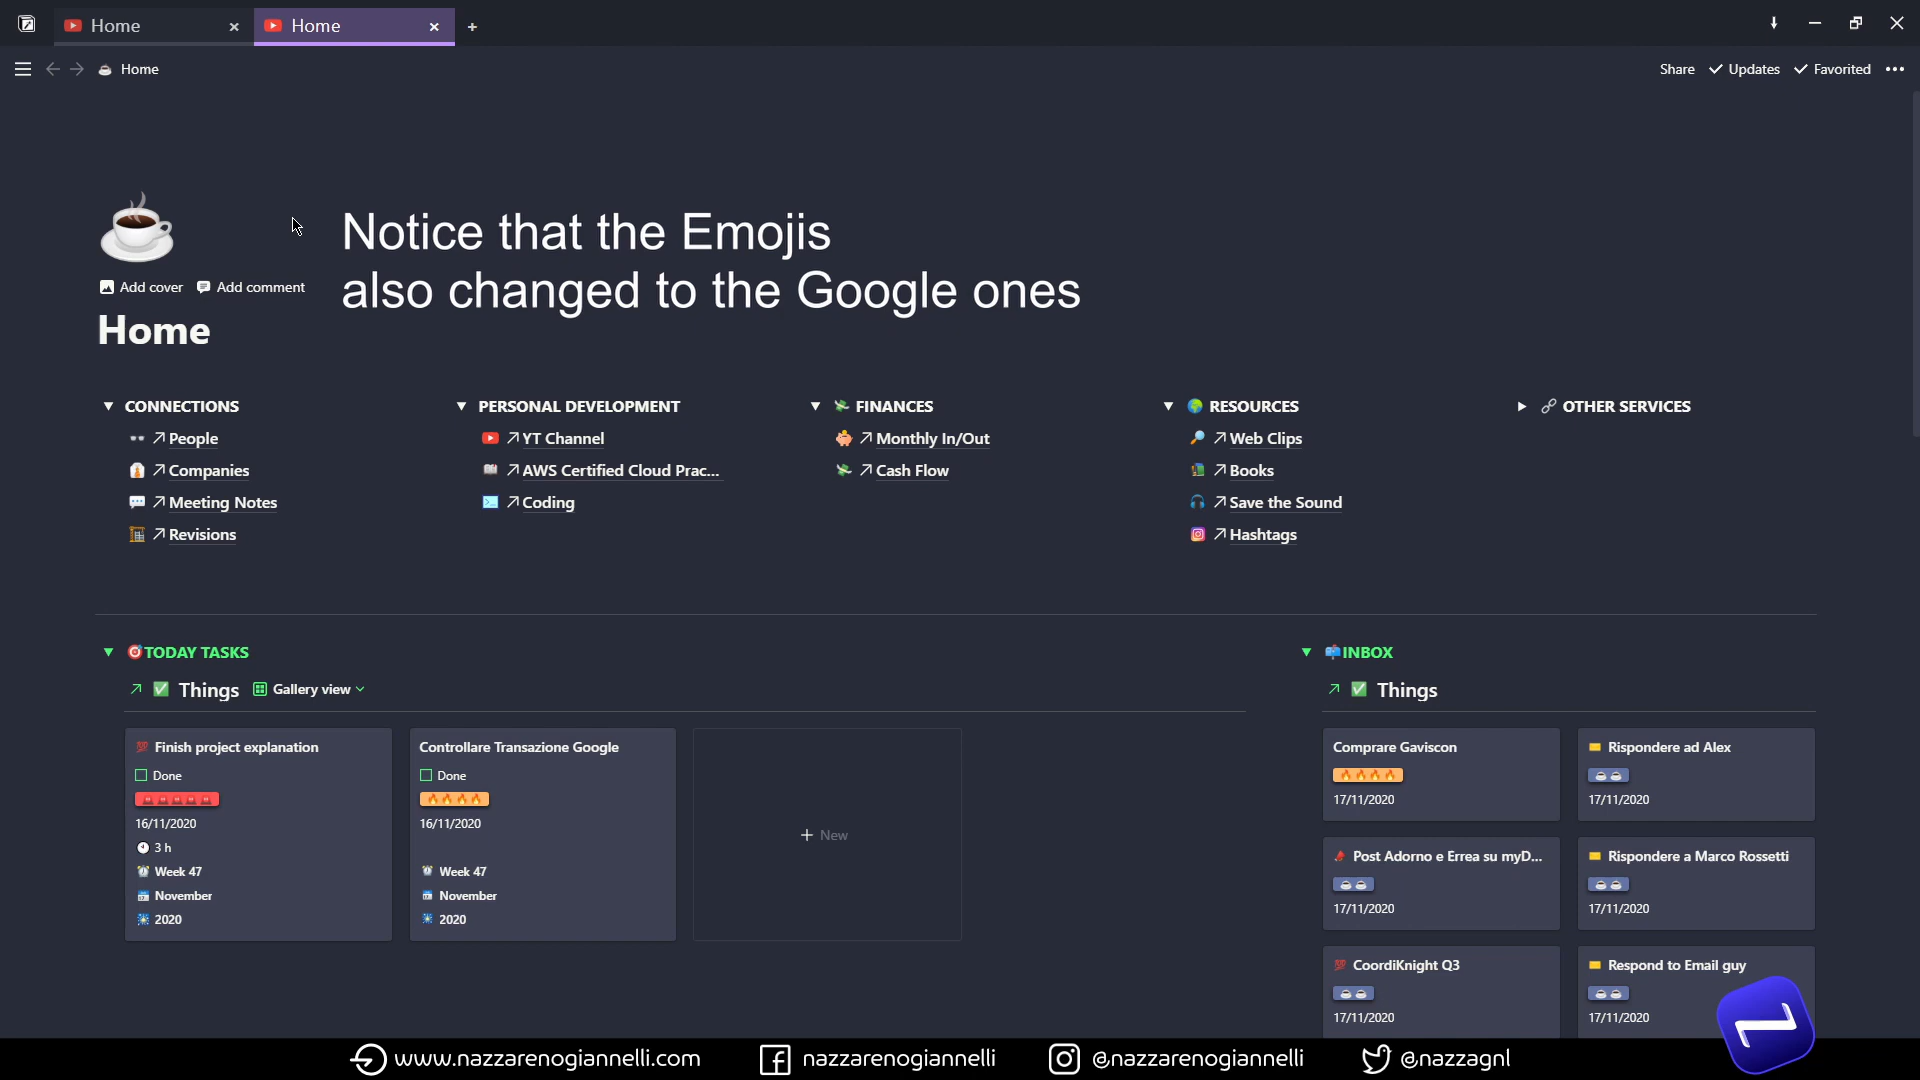 Home
Home
Home
Share
Updates
Favorited
Notice that the Emojis
also changed to the Google ones
Add cover
Add comment
Home
CONNECTIONS
People
Companies
Meeting Notes
Revisions
PERSONAL DEVELOPMENT
YT Channel
AWS Certified Cloud Prac...
Coding
FINANCES
Monthly In/Out
Cash Flow
RESOURCES
Web Clips
Books
Save the Sound
Hashtags
OTHER SERVICES
TODAY TASKS
Things
Gallery view
Finish project explanation
Done
16/11/2020
3 h
Week 47
November
2020
Controllare Transazione Google
Done
16/11/2020
Week 47
November
2020
New
INBOX
Things
Comprare Gaviscon
17/11/2020
Rispondere ad Alex
17/11/2020
Post Adorno e Errea su myD...
17/11/2020
Rispondere a Marco Rossetti
17/11/2020
CoordiKnight Q3
17/11/2020
Respond to Email guy
17/11/2020
www.nazzarenogiannelli.com
nazzarenogiannelli
@nazzarenogiannelli
@nazzagnl